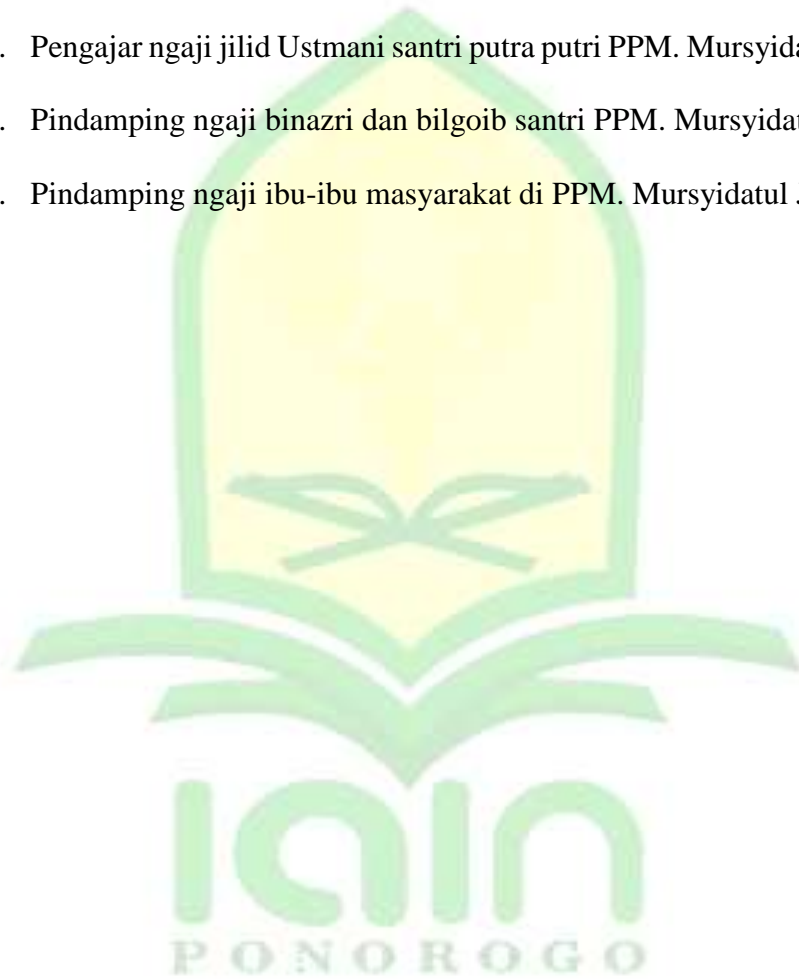 . Pengajar ngaji jilid Ustmani santri putra putri PPM. Mursyida
. Pindamping ngaji binazri dan bilgoib santri PPM. Mursyidat
. Pindamping ngaji ibu-ibu masyarakat di PPM. Mursyidatul .
iain
PONOROGO